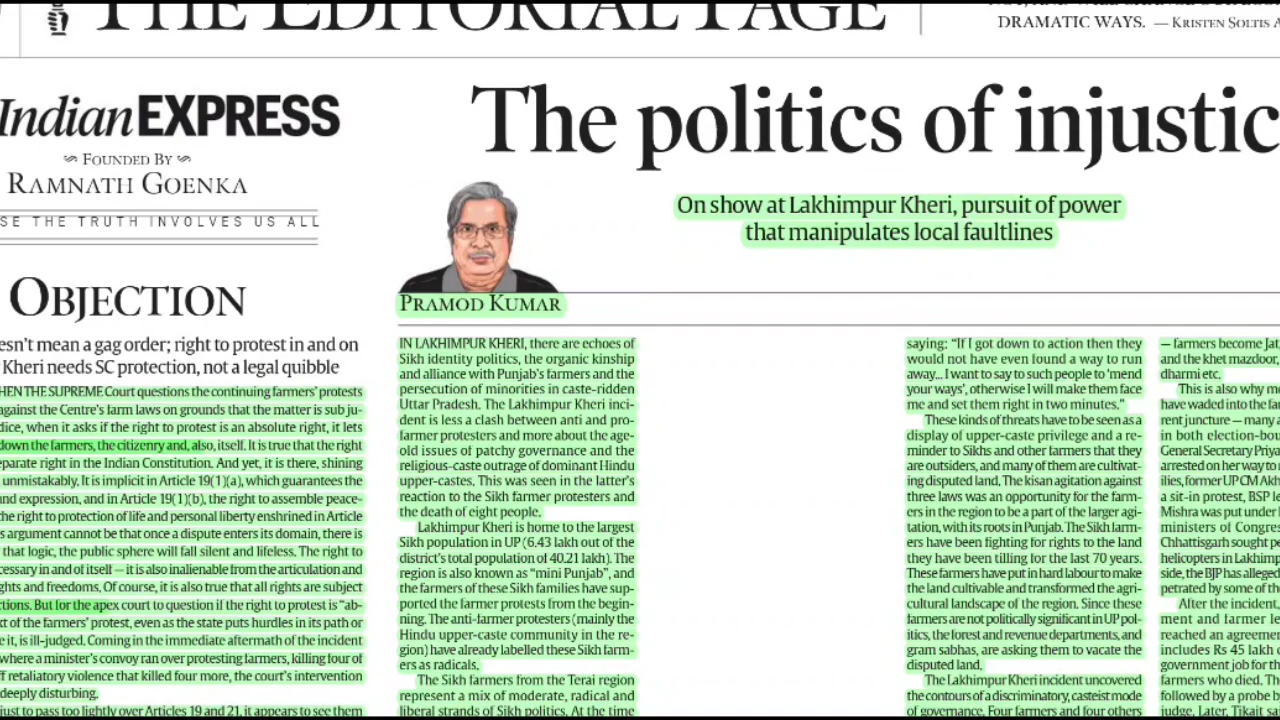 THE EDITORIAL PAGE
DRAMATIC WAYS. — KRISTEN SOLTIS A
Indian EXPRESS
FOUNDED BY
RAMNATH GOENKA
SE THE TRUTH INVOLVES US ALL
OBJECTION
esn't mean a gag order; right to protest in and on
Kheri needs SC protection, not a legal quibble
HEN THE SUPREME Court questions the continuing farmers' protests
against the Centre's farm laws on grounds that the matter is sub ju-
dice, when it asks if the right to protest is an absolute right, it lets
down the farmers, the citizenry and, also, itself. It is true that the right
eparate right in the Indian Constitution. And yet, it is there, shining
unmistakably. It is implicit in Article 19(1)(a), which guarantees the
nd expression, and in Article 19(1)(b), the right to assemble peace-
the right to protection of life and personal liberty enshrined in Article
s argument cannot be that once a dispute enters its domain, there is
that logic, the public sphere will fall silent and lifeless. The right to
cessary in and of itself — it is also inalienable from the articulation and
ghts and freedoms. Of course, it is also true that all rights are subject
ctions. But for the apex court to question if the right to protest is "ab-
xt of the farmers' protest, even as the state puts hurdles in its path or
e it, is ill-judged. Coming in the immediate aftermath of the incident
where a minister's convoy ran over protesting farmers, killing four of
ff retaliatory violence that killed four more, the court's intervention
deeply disturbing.
just to pass too lightly over Articles 19 and 21, it appears to see them
The politics of injustic
On show at Lakhimpur Kheri, pursuit of power
that manipulates local faultlines
PRAMOD KUMAR
IN LAKHIMPUR KHERI, there are echoes of
Sikh identity politics, the organic kinship
and alliance with Punjab's farmers and the
persecution of minorities in caste-ridden
Uttar Pradesh. The Lakhimpur Kheri inci-
dent is less a clash between anti and pro-
farmer protesters and more about the age-
old issues of patchy governance and the
religious-caste outrage of dominant Hindu
upper-castes. This was seen in the latter's
reaction to the Sikh farmer protesters and
the death of eight people.
Lakhimpur Kheri is home to the largest
Sikh population in UP (6.43 lakh out of the
district's total population of 40.21 lakh). The
region is also known as "mini Punjab", and
the farmers of these Sikh families have sup-
ported the farmer protests from the begin-
ning. The anti-farmer protesters (mainly the
Hindu upper-caste community in the re-
gion) have already labelled these Sikh farm-
ers as radicals.
The Sikh farmers from the Terai region
represent a mix of moderate, radical and
liberal strands of Sikh politics. At the time
saying: "If I got down to action then they
would not have even found a way to run
away... I want to say to such people to 'mend
your ways', otherwise I will make them face
me and set them right in two minutes."
These kinds of threats have to be seen as a
display of upper-caste privilege and a re-
minder to Sikhs and other farmers that they
are outsiders, and many of them are cultivat-
ing disputed land. The kisan agitation against
three laws was an opportunity for the farm-
ers in the region to be a part of the larger agi-
tation, with its roots in Punjab. The Sikh farm-
ers have been fighting for rights to the land
they have been tilling for the last 70 years.
These farmers have put in hard labour to make
the land cultivable and transformed the agri-
cultural landscape of the region. Since these
farmers are not politically significant in UP pol-
itics, the forest and revenue departments, and
gram sabhas, are asking them to vacate the
disputed land.
The Lakhimpur Kheri incident uncovered
the contours of a discriminatory, casteist mode
of governance. Four farmers and four others
— farmers become Jat,
and the khet mazdoor,
dharmi etc.
This is also why mo
have waded into the fa
rent juncture — many a
in both election-bou
General Secretary Priya
arrested on her way to
ilies, former UP CM Akh
a sit-in protest, BSP le
Mishra was put under
ministers of Congres
Chhattisgarh sought pe
helicopters in Lakhimp
side, the BJP has alleged
petrated by some of the
After the incident,
ment and farmer le
reached an agreemen
includes Rs 45 lakh c
government job for th
farmers who died. Th
followed by a probe b
judge. Later, Tikait sa